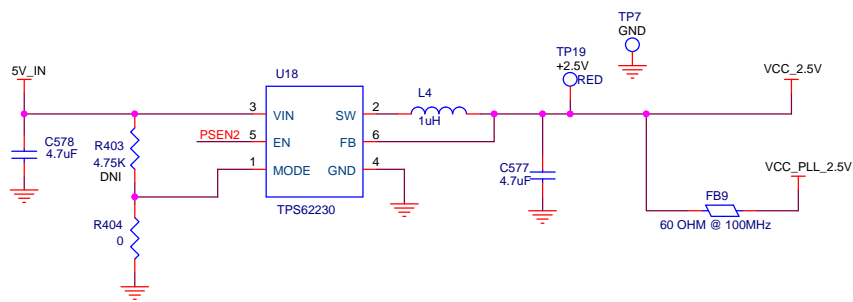 TP7
GND
TP19
+2.5V
RED
5V_IN
U18
VCC_2.5V
L4
1uH
3
VIN
SW
2
C578
4.7uF
R403
4.75K
DNI
PSEN2
5
EN
FB
6
1
MODE
GND
4
C577
4.7uF
VCC_PLL_2.5V
TPS62230
FB9
60 OHM @ 100MHz
R404
0